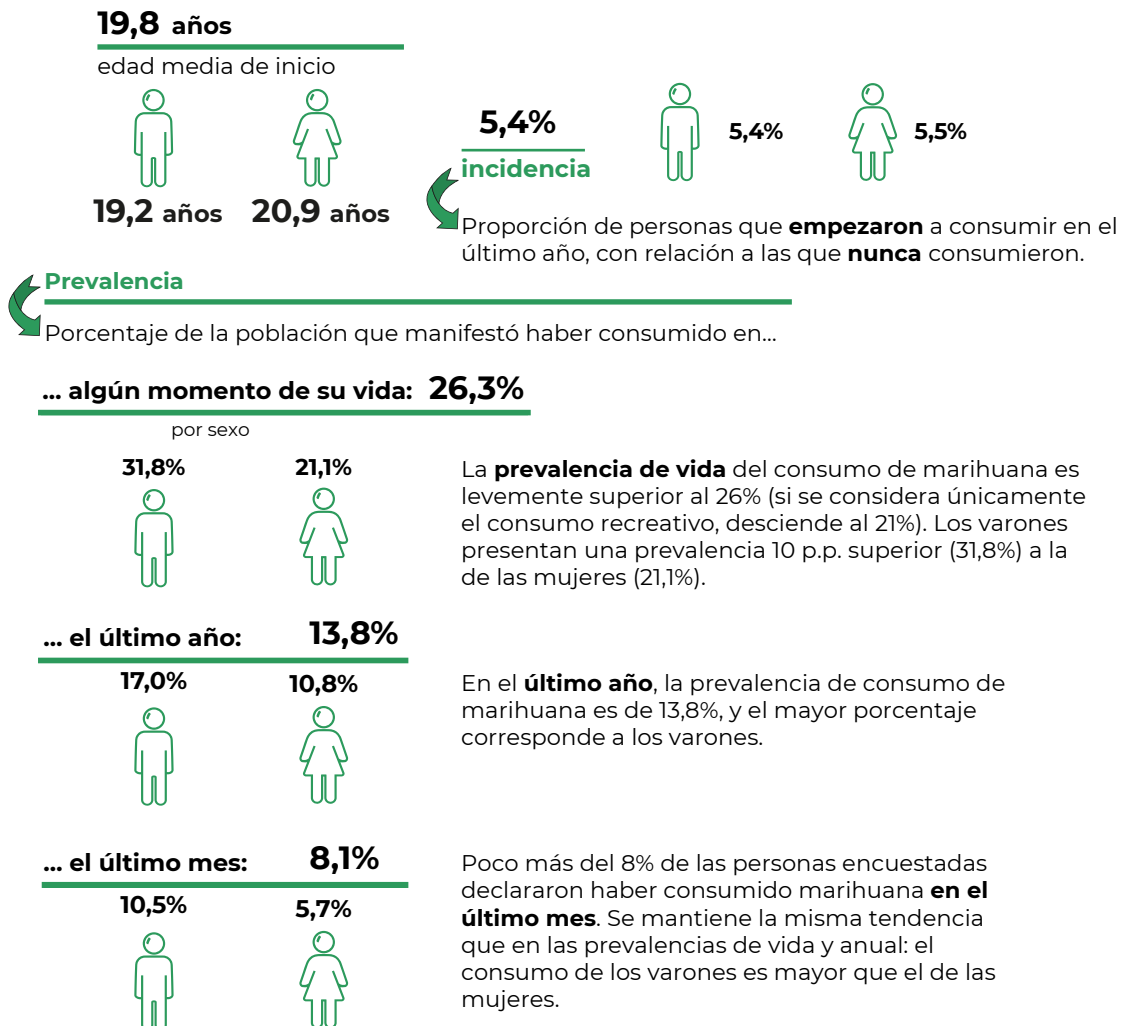 19,8 años
edad media de inicio
19,2 años
20,9 años
5,4%
incidencia
5,4%
5,5%
Proporción de personas que empezaron a consumir en el
último año, con relación a las que nunca consumieron.
Prevalencia
Porcentaje de la población que manifestó haber consumido en...
... algún momento de su vida: 26,3%
por sexo
31,8%
21,1%
La prevalencia de vida del consumo de marihuana es
levemente superior al 26% (si se considera únicamente
el consumo recreativo, desciende al 21%). Los varones
presentan una prevalencia 10 p.p. superior (31,8%) a la
de las mujeres (21,1%).
... el último año: 13,8%
17,0%
10,8%
En el último año, la prevalencia de consumo de
marihuana es de 13,8%, y el mayor porcentaje
corresponde a los varones.
... el último mes: 8,1%
10,5%
5,7%
Poco más del 8% de las personas encuestadas
declararon haber consumido marihuana en el
último mes. Se mantiene la misma tendencia
que en las prevalencias de vida y anual: el
consumo de los varones es mayor que el de las
mujeres.